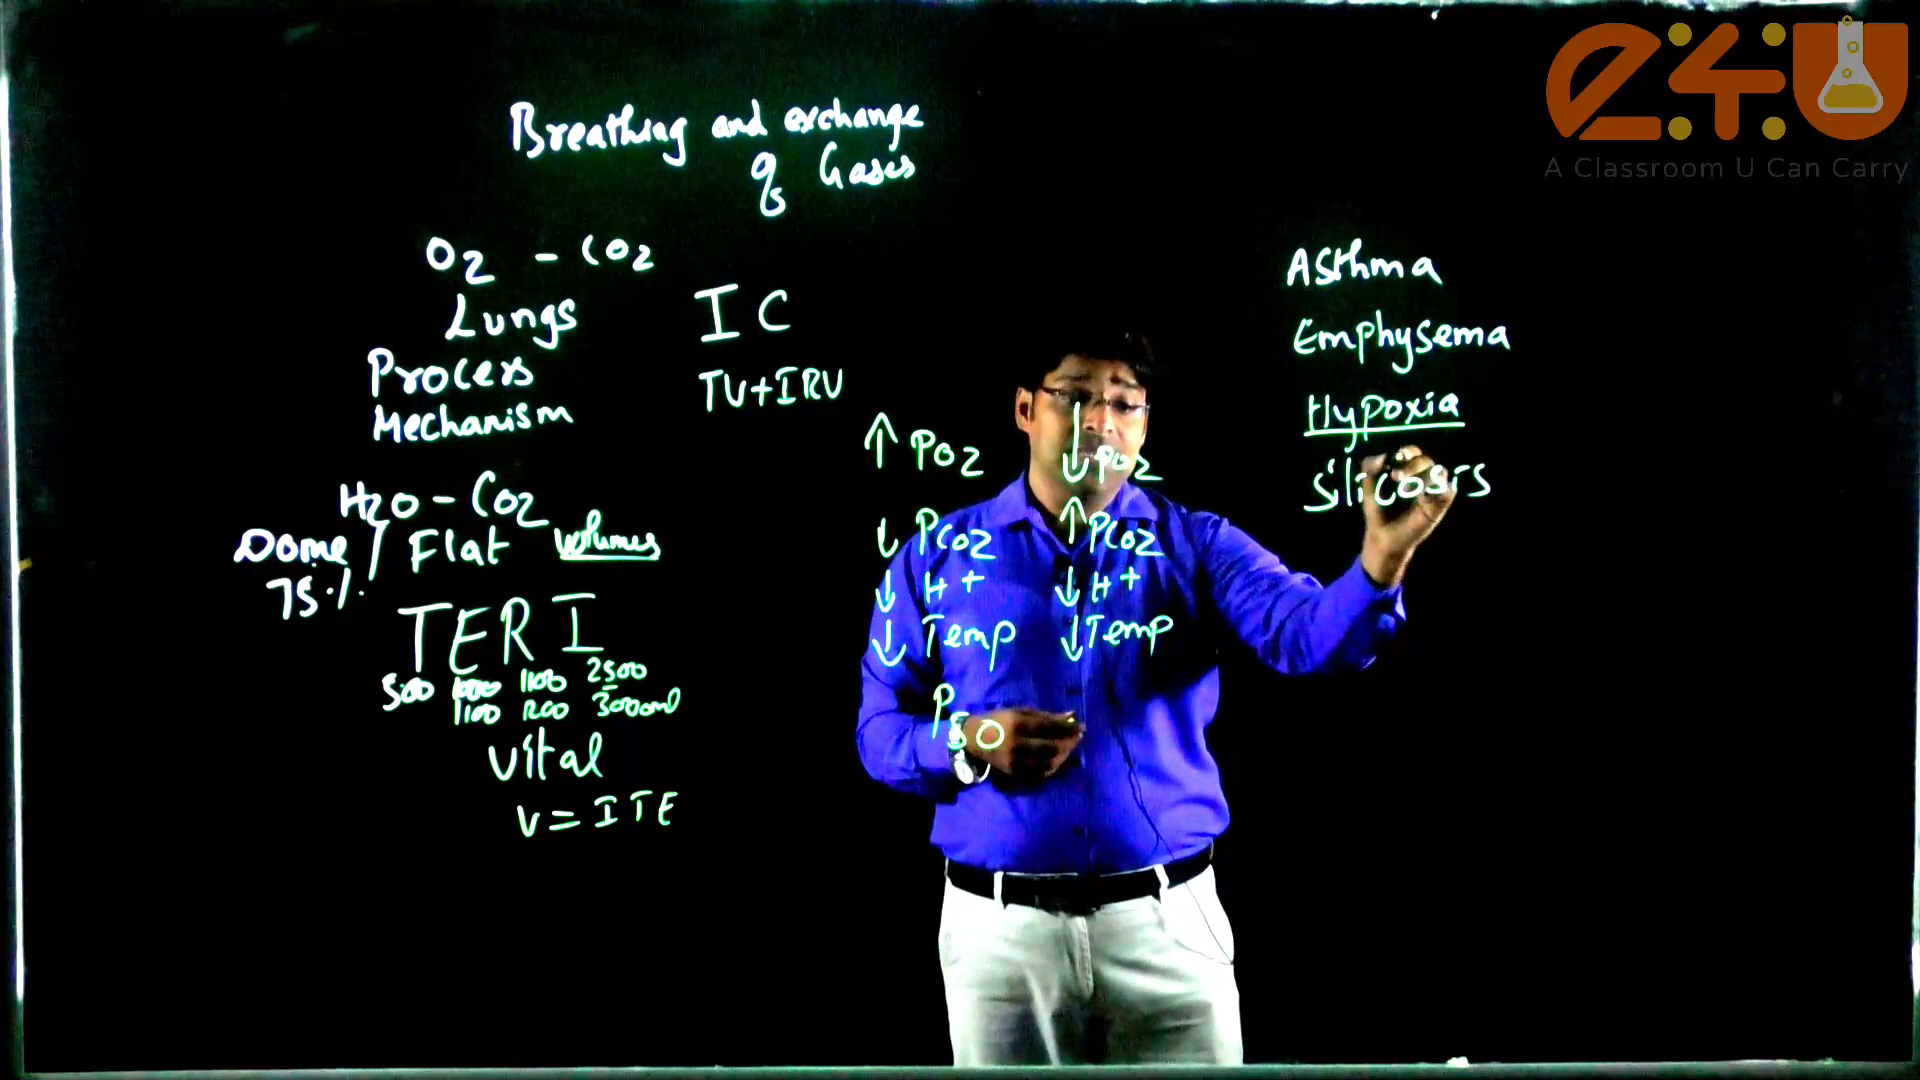 e4U
A Classroom U Can Carry
Breathing and exchange
of Gases
O2 - CO2
Lungs
Process
Mechanism
IC
TV+IRV
H2O - CO2
Dome / Flat Volumes
75%
TERI
500 1000 1100 2500
1100 1200 3000ml
Vital
V = ITE
↑ PO2 ↓ PO2
↓ PCO2 ↑ PCO2
↓ H+ ↓ H+
↓ Temp ↓ Temp
P50
Asthma
Emphysema
Hypoxia
Silicosis